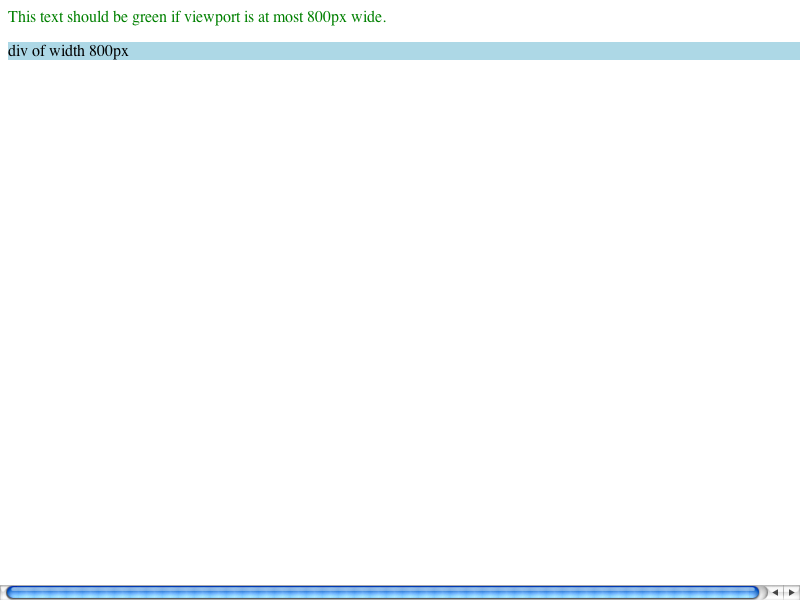 This text should be green if viewport is at most 800px wide.
div of width 800px